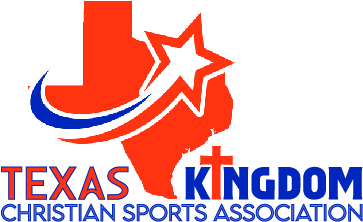 TEXAS KINGDOM
CHRISTIAN SPORTS ASSOCIATION